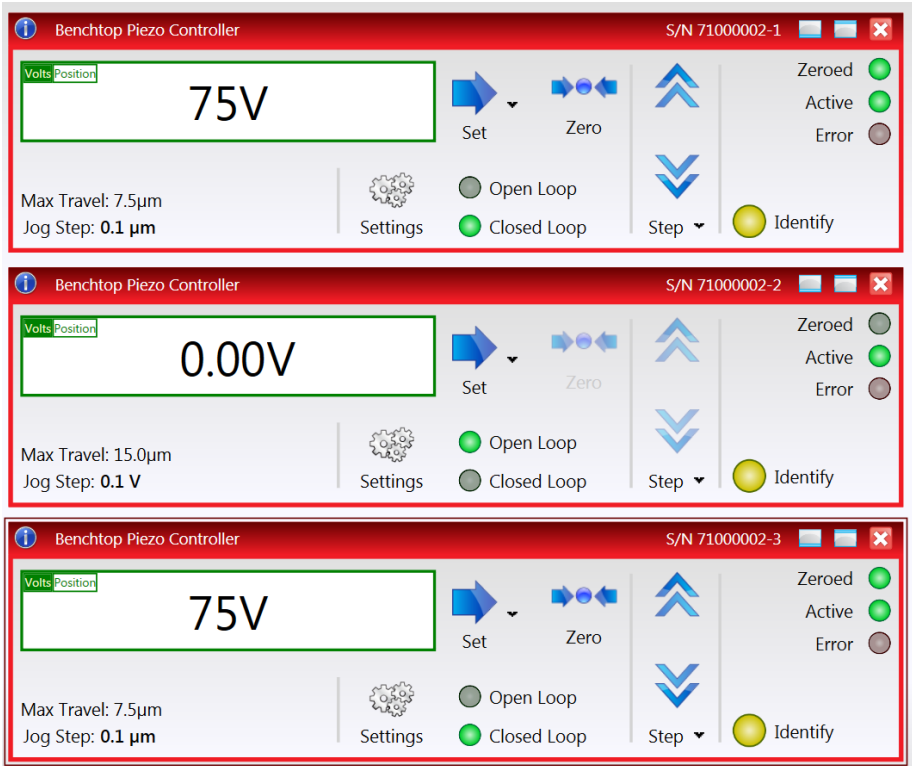 Benchtop Piezo Controller S/N 71000002-1
Volts Position
75V
Set
Zero
Zeroed
Active
Error
Max Travel: 7.5µm
Jog Step: 0.1 µm
Settings
Open Loop
Closed Loop
Step
Identify
Benchtop Piezo Controller S/N 71000002-2
Volts Position
0.00V
Set
Zero
Zeroed
Active
Error
Max Travel: 15.0µm
Jog Step: 0.1 V
Settings
Open Loop
Closed Loop
Step
Identify
Benchtop Piezo Controller S/N 71000002-3
Volts Position
75V
Set
Zero
Zeroed
Active
Error
Max Travel: 7.5µm
Jog Step: 0.1 µm
Settings
Open Loop
Closed Loop
Step
Identify